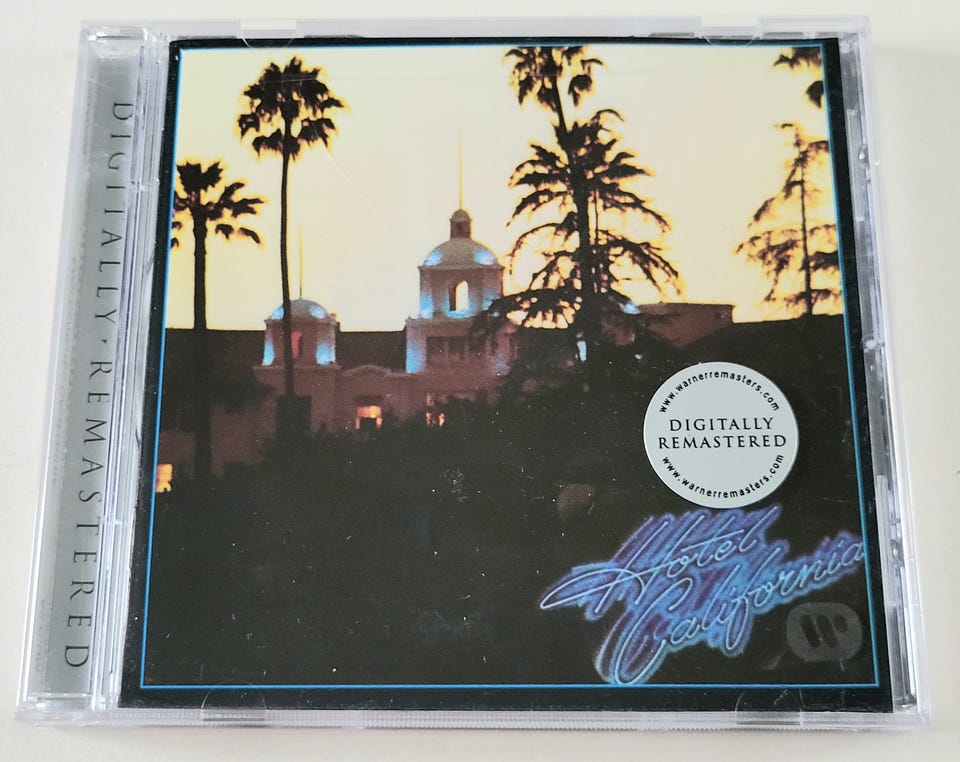 DIGITALLY · REMASTERED
www.warnerremasters.com
DIGITALLY
REMASTERED
www.warnerremasters.com
Hotel
California